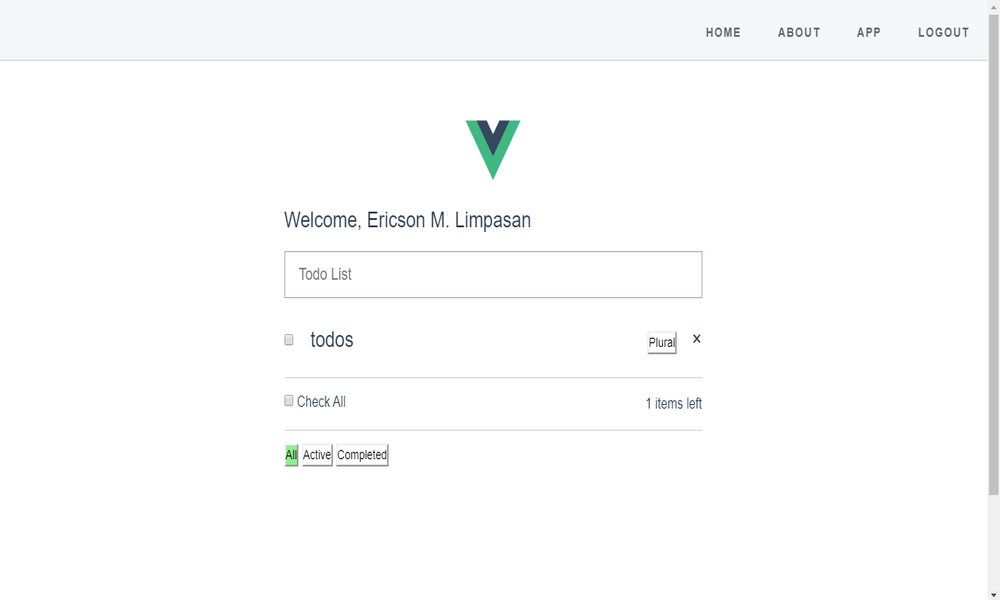 HOME ABOUT APP LOGOUT
Welcome, Ericson M. Limpasan
Todo List
todos Plural ×
Check All 1 items left
All Active Completed